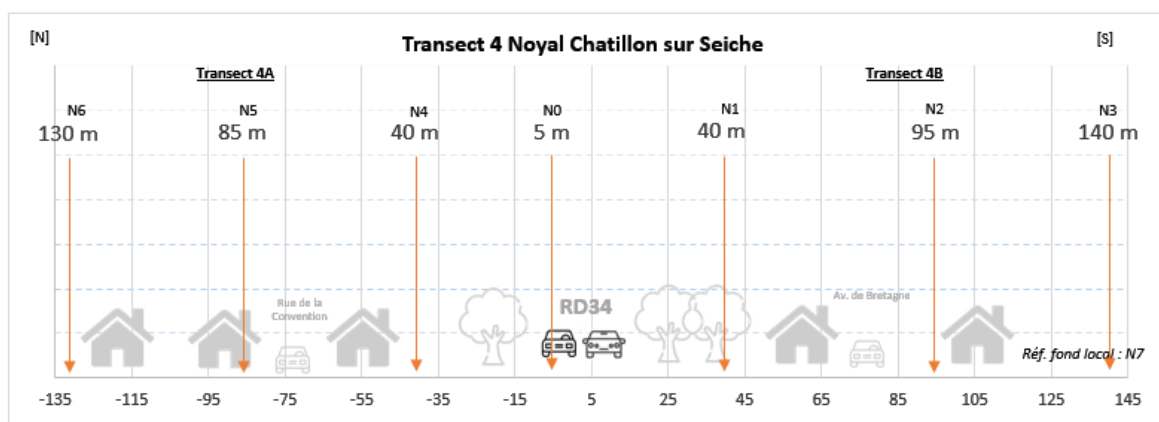 [N]
Transect 4 Noyal Chatillon sur Seiche
[S]
Transect 4A
Transect 4B
N6
N5
N4
N0
N1
N2
N3
130 m
85 m
40 m
5 m
40 m
95 m
140 m
Rue de la
Convention
RD34
Av. de Bretagne
Réf. fond local : N7
-135 -115 -95 -75 -55 -35 -15 5 25 45 65 85 105 125 145